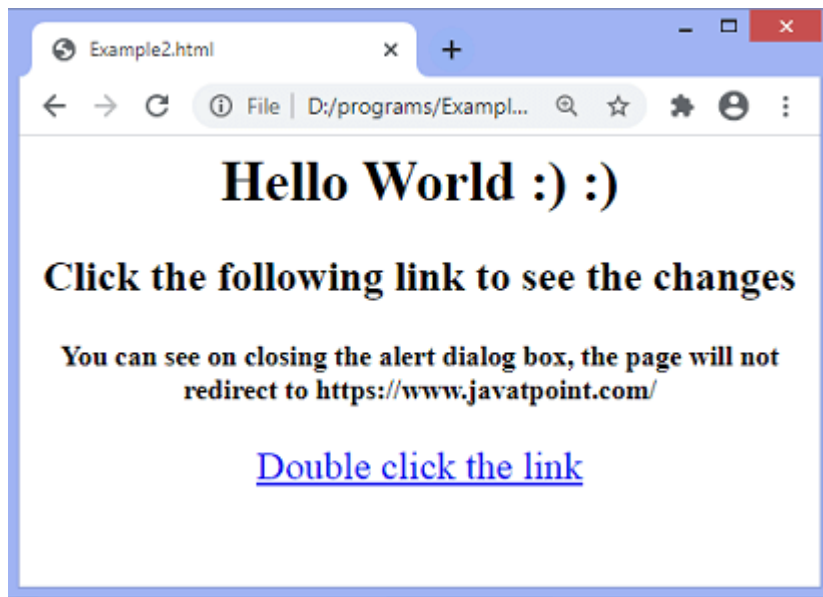 Example2.html
File | D:/programs/Exampl...
Hello World :) :)
Click the following link to see the changes
You can see on closing the alert dialog box, the page will not
redirect to https://www.javatpoint.com/
Double click the link